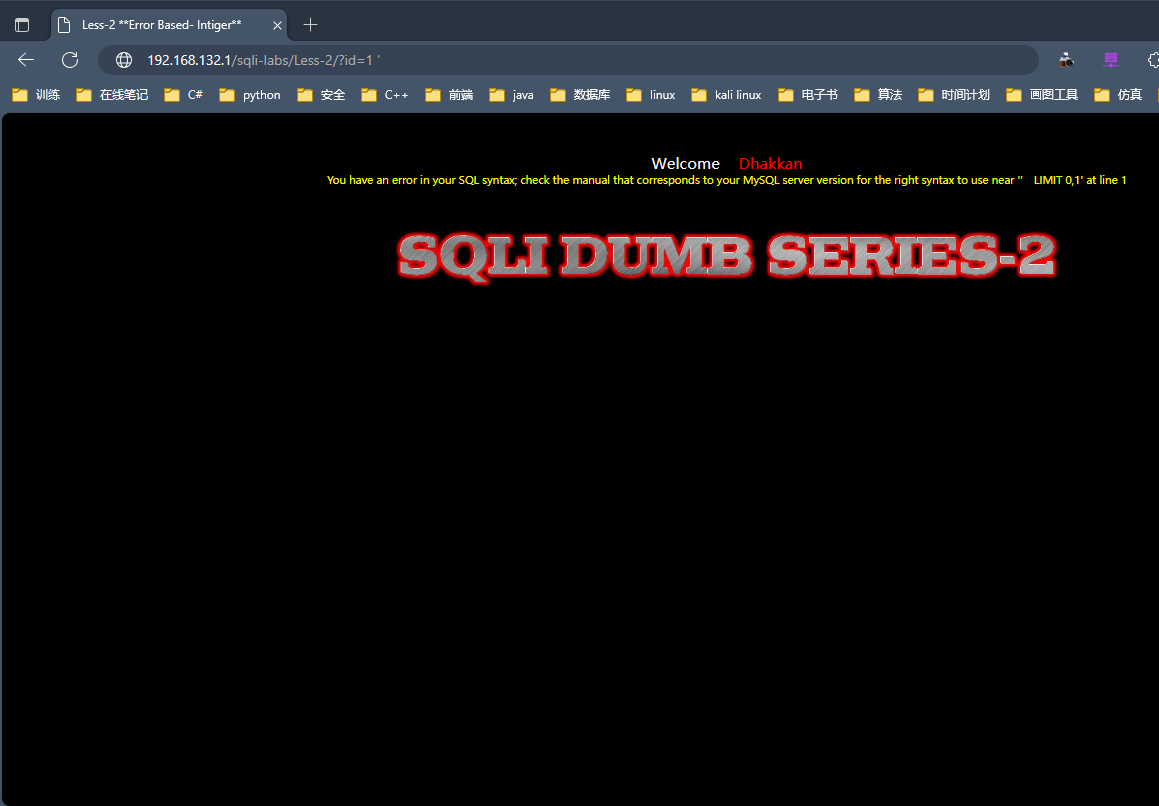 Less-2 **Error Based- Intiger**
192.168.132.1/sqli-labs/Less-2/?id=1 '
训练 在线笔记 C# python 安全 C++ 前端 java 数据库 linux kali linux 电子书 算法 时间计划 画图工具 仿真
Welcome Dhakkan
You have an error in your SQL syntax; check the manual that corresponds to your MySQL server version for the right syntax to use near '' LIMIT 0,1' at line 1
SQLI DUMB SERIES-2